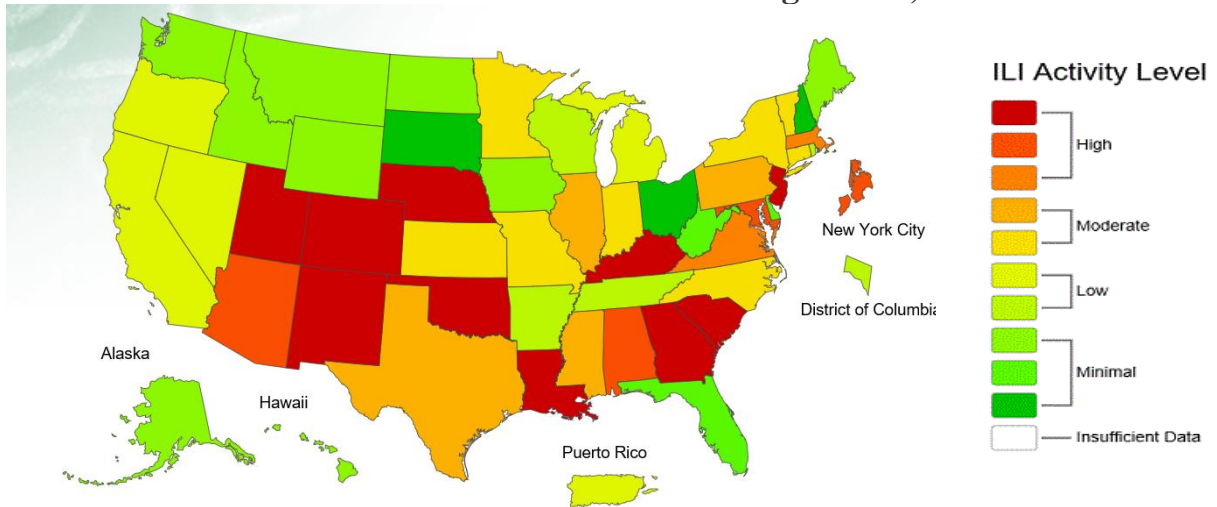 ILI Activity Level
High
Moderate
Low
Minimal
Insufficient Data
New York City
District of Columbia
Alaska
Hawaii
Puerto Rico